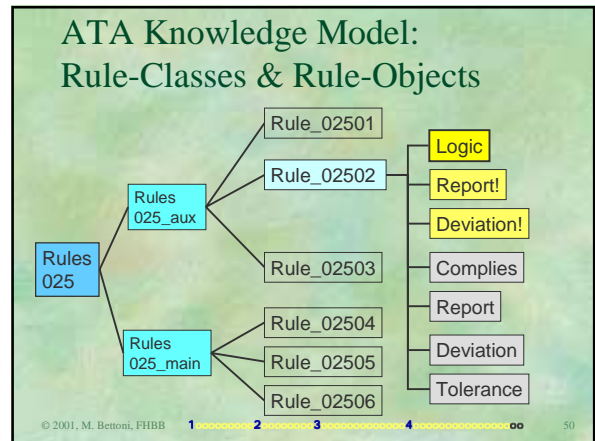 ATA Knowledge Model:
Rule-Classes & Rule-Objects
Rules
025
Rules
025_aux
Rules
025_main
Rule_02501
Rule_02502
Rule_02503
Rule_02504
Rule_02505
Rule_02506
Logic
Report!
Deviation!
Complies
Report
Deviation
Tolerance
© 2001, M. Bettoni, FHBB
1 2 3 4
50